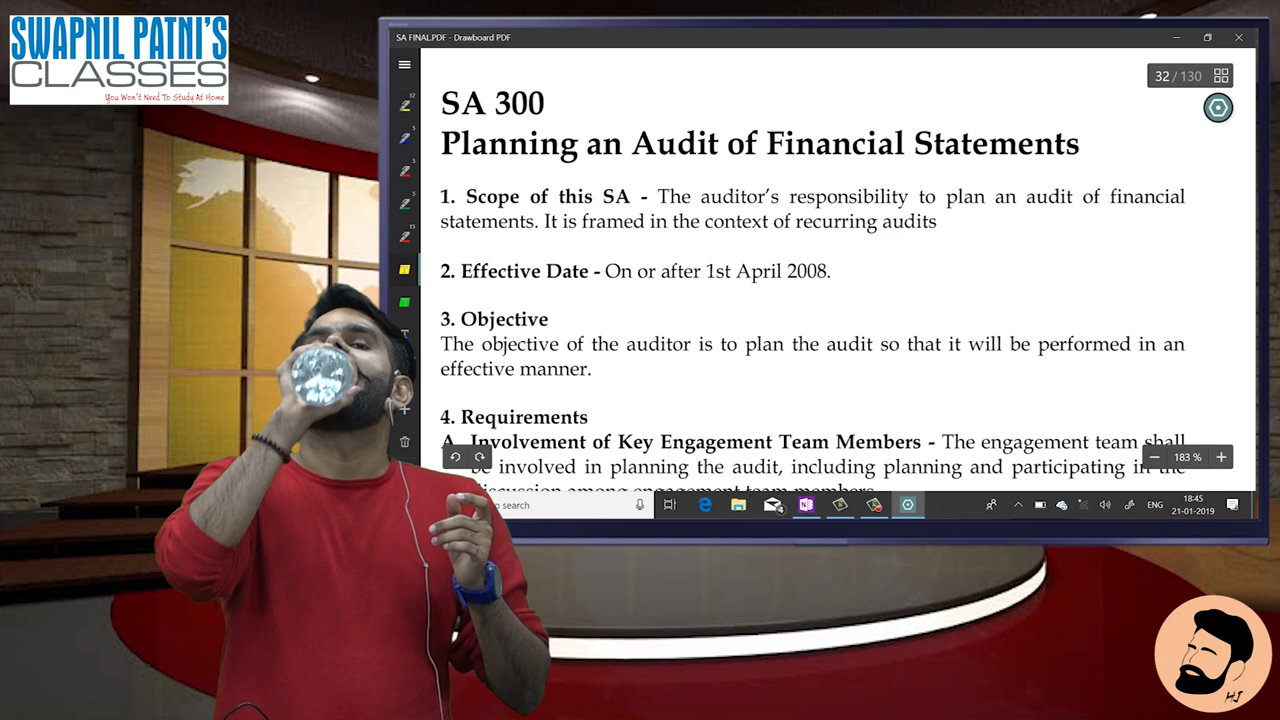 SWAPNIL PATNI'S
CLASSES
You Won't Need To Study At Home
SA FINAL.PDF - Drawboard PDF
32 / 130
SA 300
Planning an Audit of Financial Statements
1. Scope of this SA - The auditor's responsibility to plan an audit of financial
statements. It is framed in the context of recurring audits
2. Effective Date - On or after 1st April 2008.
3. Objective
The objective of the auditor is to plan the audit so that it will be performed in an
effective manner.
4. Requirements
A. Involvement of Key Engagement Team Members - The engagement team shall
be involved in planning the audit, including planning and participating in the
discussion among engagement team members.
183 %
search
ENG
18:45
21-01-2019
HJ